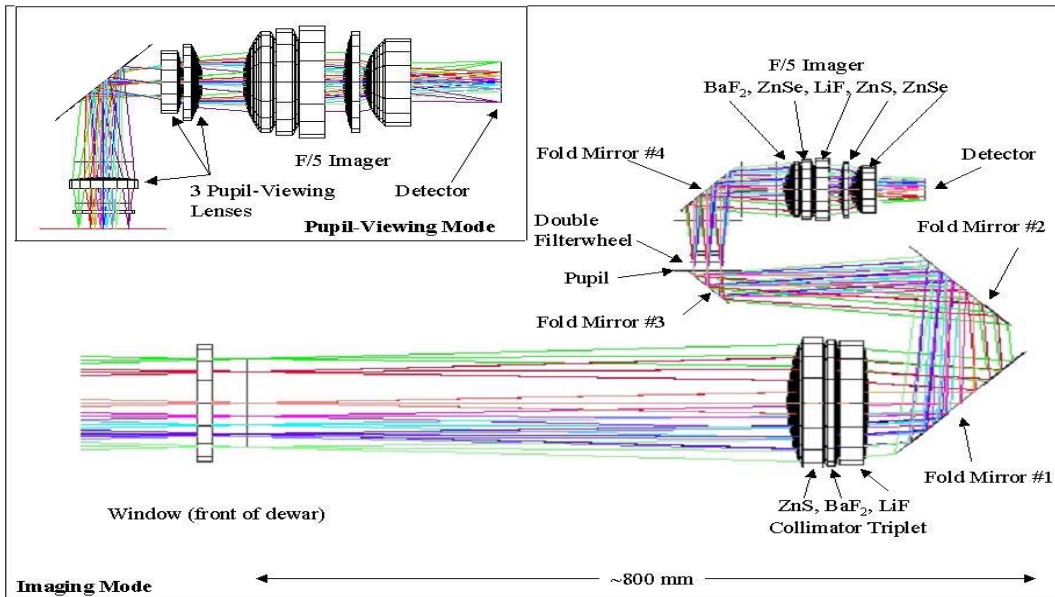 F/5 Imager
3 Pupil-Viewing
Lenses
Detector
Pupil-Viewing Mode
F/5 Imager
BaF₂, ZnSe, LiF, ZnS, ZnSe
Fold Mirror #4
Detector
Double
Filterwheel
Fold Mirror #2
Pupil
Fold Mirror #3
Fold Mirror #1
ZnS, BaF₂, LiF
Collimator Triplet
Window (front of dewar)
~800 mm
Imaging Mode